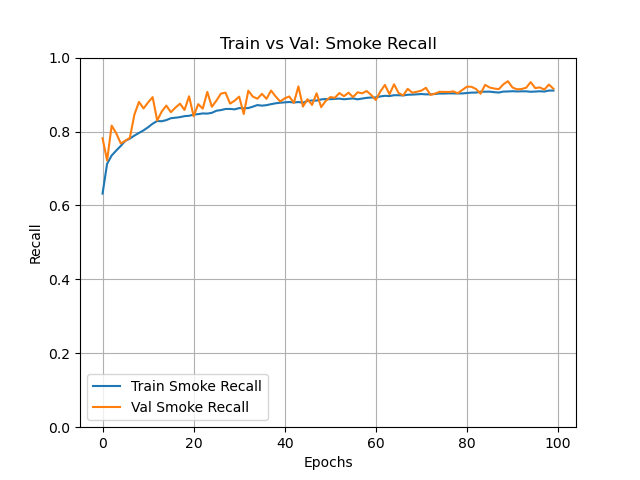 Train vs Val: Smoke Recall
1.0
0.8
0.6
0.4
0.2
0.0
Recall
Train Smoke Recall
Val Smoke Recall
0 20 40 60 80 100
Epochs